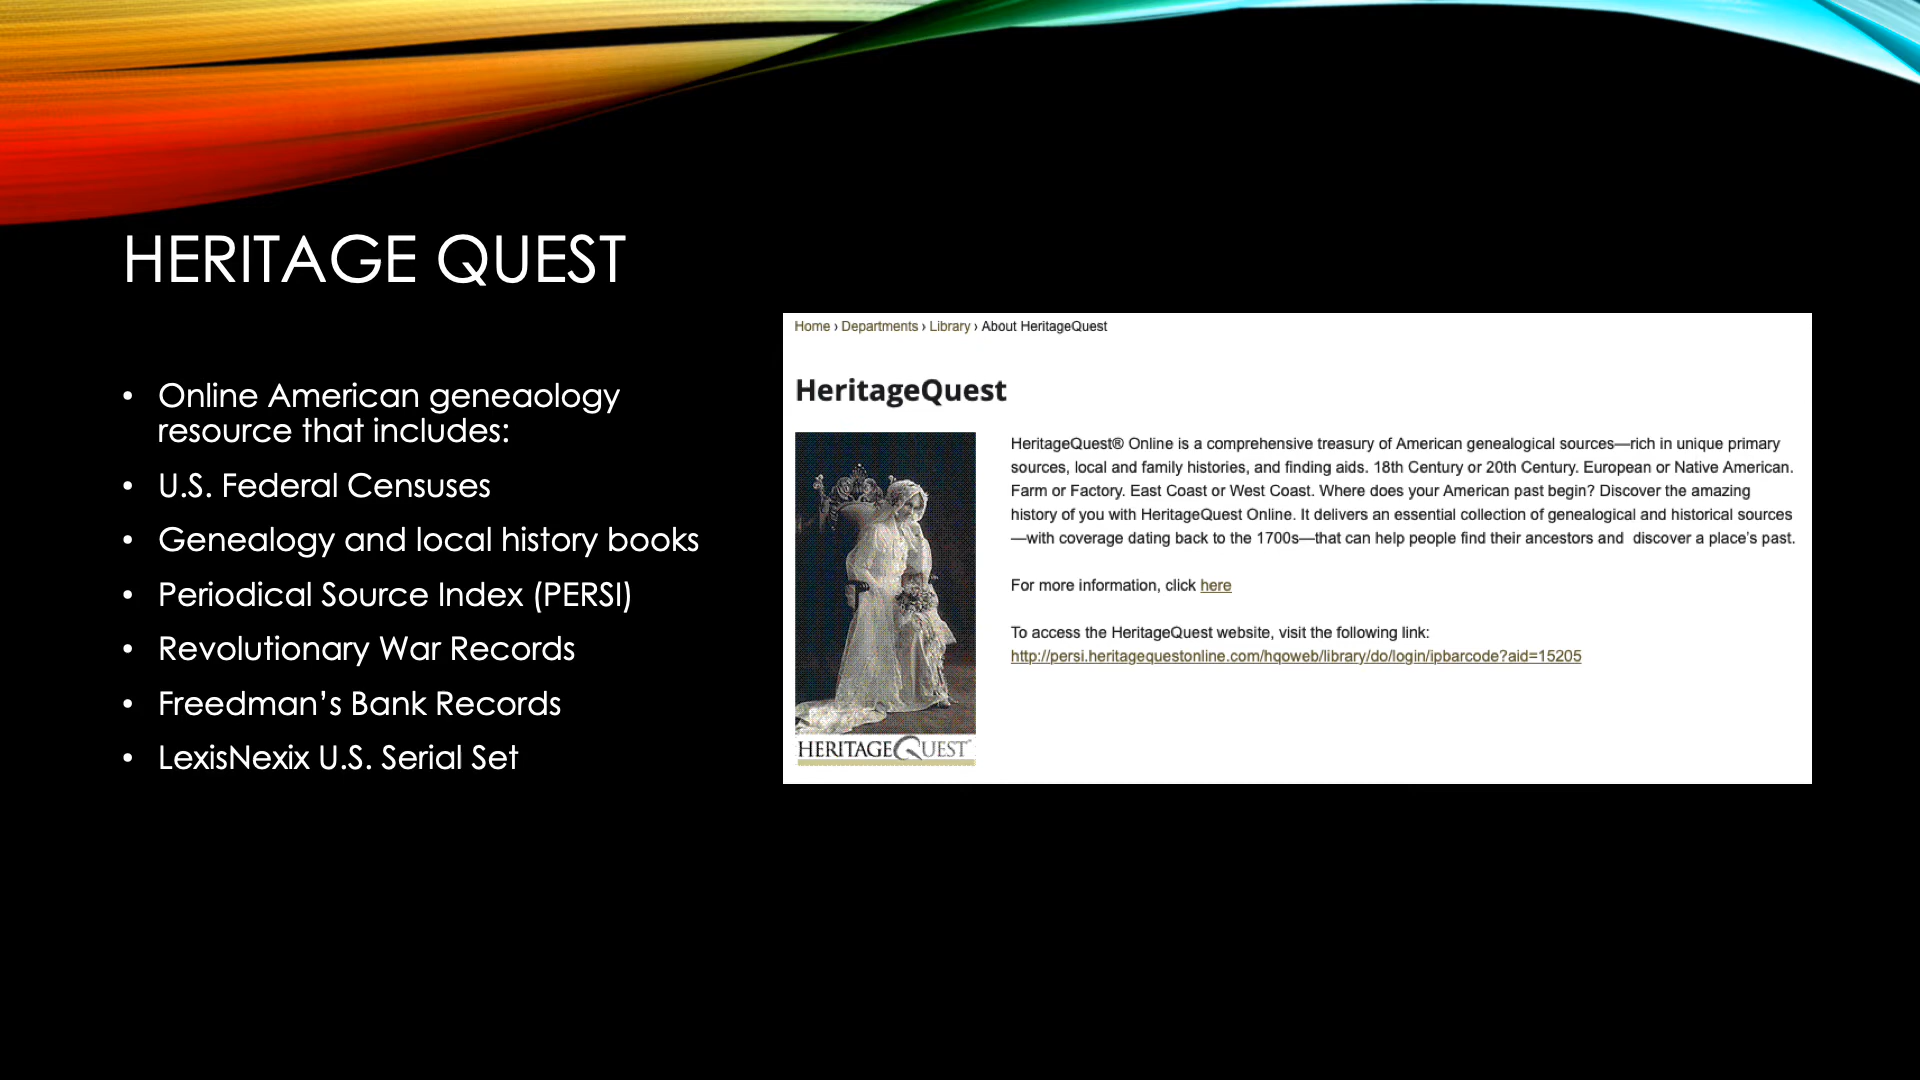 HERITAGE QUEST
• Online American geneaology
resource that includes:
• U.S. Federal Censuses
• Genealogy and local history books
• Periodical Source Index (PERSI)
• Revolutionary War Records
• Freedman’s Bank Records
• LexisNexix U.S. Serial Set
Home › Departments › Library › About HeritageQuest
HeritageQuest
HeritageQuest® Online is a comprehensive treasury of American genealogical sources—rich in unique primary
sources, local and family histories, and finding aids. 18th Century or 20th Century. European or Native American.
Farm or Factory. East Coast or West Coast. Where does your American past begin? Discover the amazing
history of you with HeritageQuest Online. It delivers an essential collection of genealogical and historical sources
—with coverage dating back to the 1700s—that can help people find their ancestors and  discover a place’s past.
For more information, click here
To access the HeritageQuest website, visit the following link:
http://persi.heritagequestonline.com/hqoweb/library/do/login/ipbarcode?aid=15205
HERITAGEQUEST